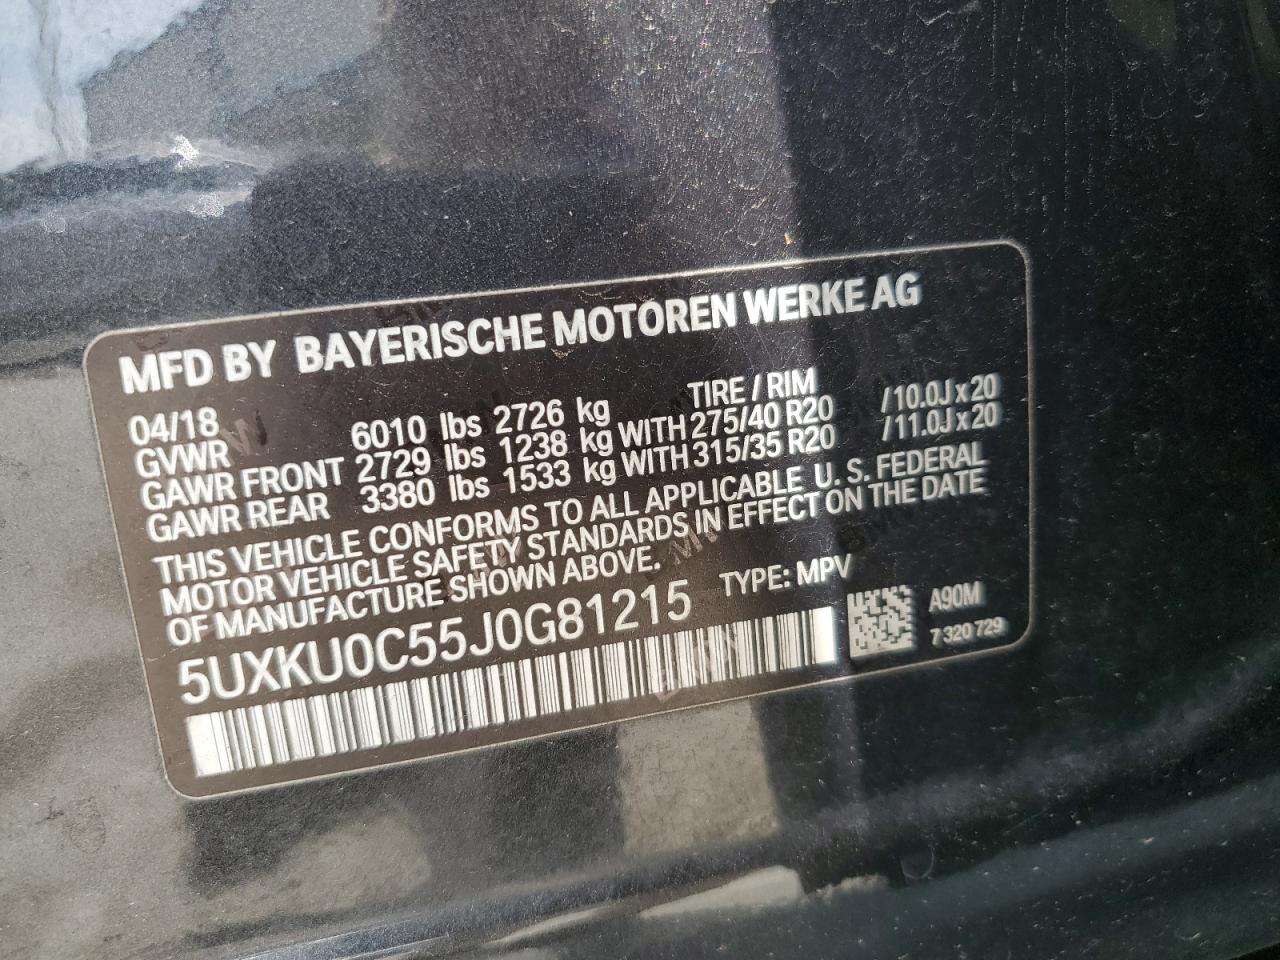 MFD BY BAYERISCHE MOTOREN WERKE AG
04/18 TIRE / RIM
GVWR 6010 lbs 2726 kg
GAWR FRONT 2729 lbs 1238 kg WITH 275/40 R20 /10.0J x 20
GAWR REAR 3380 lbs 1533 kg WITH 315/35 R20 /11.0J x 20
THIS VEHICLE CONFORMS TO ALL APPLICABLE U. S. FEDERAL
MOTOR VEHICLE SAFETY STANDARDS IN EFFECT ON THE DATE
OF MANUFACTURE SHOWN ABOVE.
5UXKU0C55J0G81215 TYPE: MPV
A90M
7 320 729